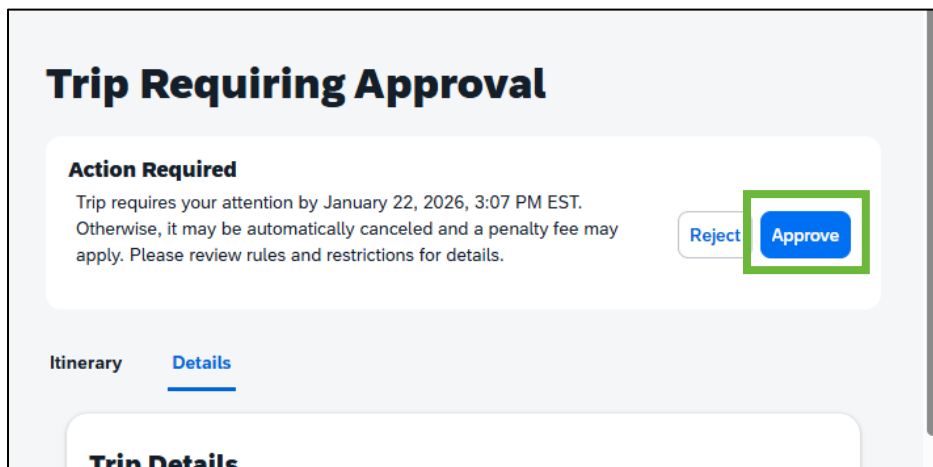 Trip Requiring Approval
Action Required
Trip requires your attention by January 22, 2026, 3:07 PM EST.
Otherwise, it may be automatically canceled and a penalty fee may
apply. Please review rules and restrictions for details.
Reject
Approve
Itinerary
Details
Trip Details